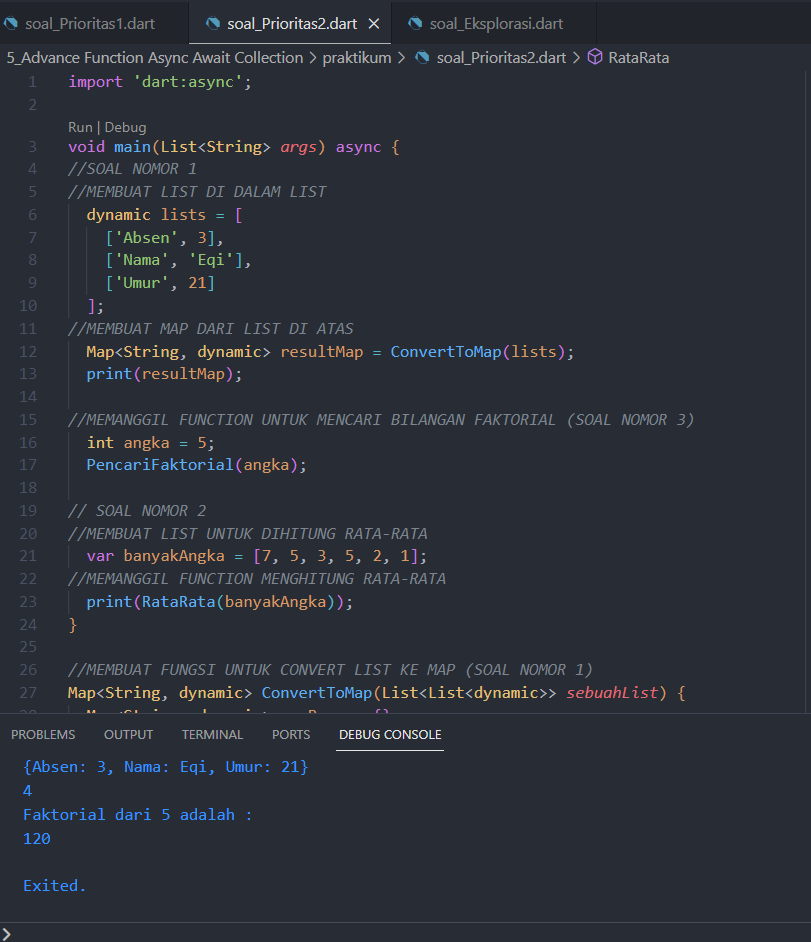 soal_Prioritas1.dart soal_Prioritas2.dart soal_Eksplorasi.dart
5_Advance Function Async Await Collection > praktikum > soal_Prioritas2.dart > RataRata
1 import 'dart:async';
2
Run | Debug
3 void main(List<String> args) async {
4 //SOAL NOMOR 1
5 //MEMBUAT LIST DI DALAM LIST
6 dynamic lists = [
7 ['Absen', 3],
8 ['Nama', 'Eqi'],
9 ['Umur', 21]
10 ];
11 //MEMBUAT MAP DARI LIST DI ATAS
12 Map<String, dynamic> resultMap = ConvertToMap(lists);
13 print(resultMap);
14
15 //MEMANGGIL FUNCTION UNTUK MENCARI BILANGAN FAKTORIAL (SOAL NOMOR 3)
16 int angka = 5;
17 PencariFaktorial(angka);
18
19 // SOAL NOMOR 2
20 //MEMBUAT LIST UNTUK DIHITUNG RATA-RATA
21 var banyakAngka = [7, 5, 3, 5, 2, 1];
22 //MEMANGGIL FUNCTION MENGHITUNG RATA-RATA
23 print(RataRata(banyakAngka));
24 }
25
26 //MEMBUAT FUNGSI UNTUK CONVERT LIST KE MAP (SOAL NOMOR 1)
27 Map<String, dynamic> ConvertToMap(List<List<dynamic>> sebuahList) {
PROBLEMS OUTPUT TERMINAL PORTS DEBUG CONSOLE
{Absen: 3, Nama: Eqi, Umur: 21}
4
Faktorial dari 5 adalah :
120
Exited.